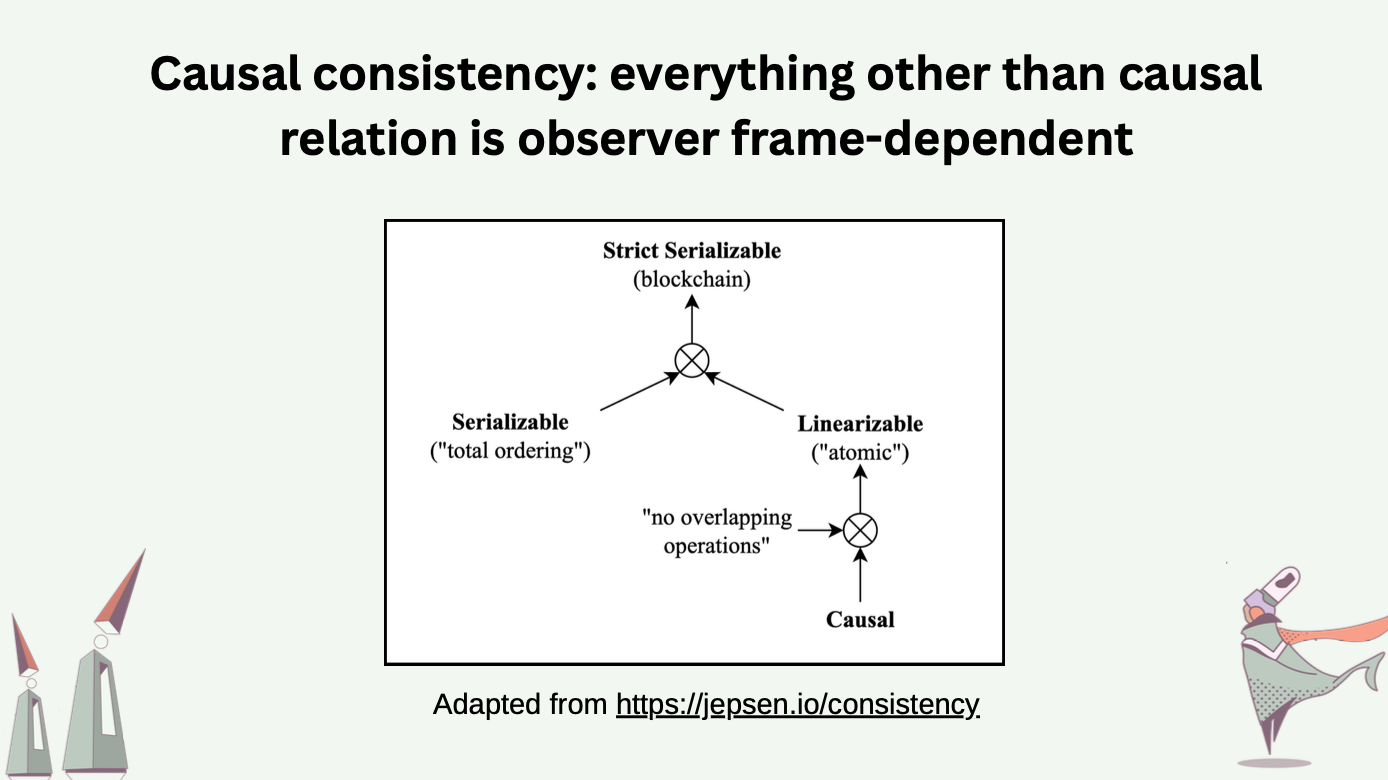 Causal consistency: everything other than causal
relation is observer frame-dependent
Strict Serializable
(blockchain)
Serializable
("total ordering")
Linearizable
("atomic")
"no overlapping
operations"
Causal
Adapted from https://jepsen.io/consistency